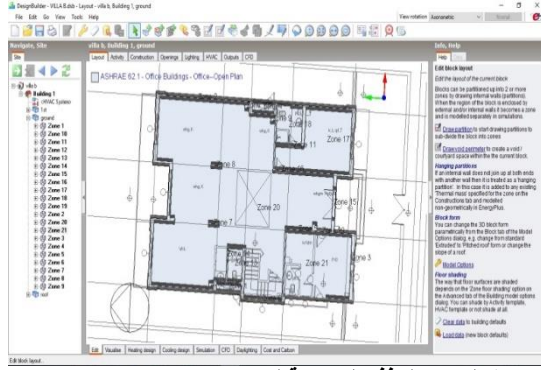 DesignBuilder - VILLA B.dsb - Layout - villa b, Building 1, ground
File Edit Go View Tools Help
View rotation Axonometric Normal
Navigate, Site
villa b, Building 1, ground
Info, Help
Site
Layout Activity Construction Openings Lighting HVAC Outputs CFD
Help
villa b
Building 1
HVAC System
1st
ground
Zone 1
Zone 10
Zone 11
Zone 12
Zone 13
Zone 14
Zone 15
Zone 16
Zone 17
Zone 18
Zone 19
Zone 2
Zone 20
Zone 21
Zone 3
Zone 4
Zone 5
Zone 6
Zone 7
Zone 8
Zone 9
roof
ASHRAE 62.1 - Office Buildings - Office-Open Plan
Zone 17
Zone 20
Zone 15
Zone 21
Edit block layout
Edit the layout of the current block
Blocks can be partitioned up into 2 or more
zones by drawing internal walls (partitions).
When the region of the block is enclosed by
external and/or internal walls it becomes a zone
and is modelled separately in simulations.
Draw partition to start drawing partitions to
sub-divide the block into zones
Draw void perimeter to create a void /
courtyard space within the the current block.
Hanging partitions
If an internal wall does not join up at both ends
with another wall then it is treated as a 'hanging
partition'. In this case it is added to any existing
'Thermal mass' specified for the zone on the
Constructions tab and modelled
non-geometrically in EnergyPlus.
Block form
You can change the 3D block form
parametrically from the Block tab of the Model
Options dialog, e.g. change from standard
'Extruded' to 'Pitched roof' form or change the
slope of a roof.
Model Options
Floor shading
The way that floor surfaces are shaded
depends on the 'Zone floor shading' option on
the Advanced tab of the Building model options
dialog. You can shade by Activity template,
HVAC template or not shade at all.
Clear data to building defaults
Load data (new block defaults)
Edit Visualise Heating design Cooling design Simulation CFD Daylighting Cost and Carbon
Edit block layout